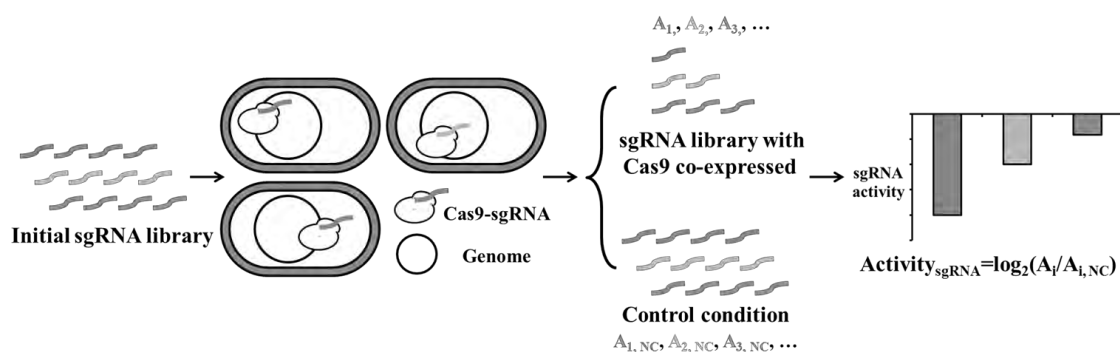 Initial sgRNA library
Cas9-sgRNA
Genome
A1, A2, A3, …
sgRNA library with
Cas9 co-expressed
Control condition
A1, NC A2, NC, A3, NC, …
sgRNA
activity
ActivitysgRNA=log2(Ai/Ai, NC)